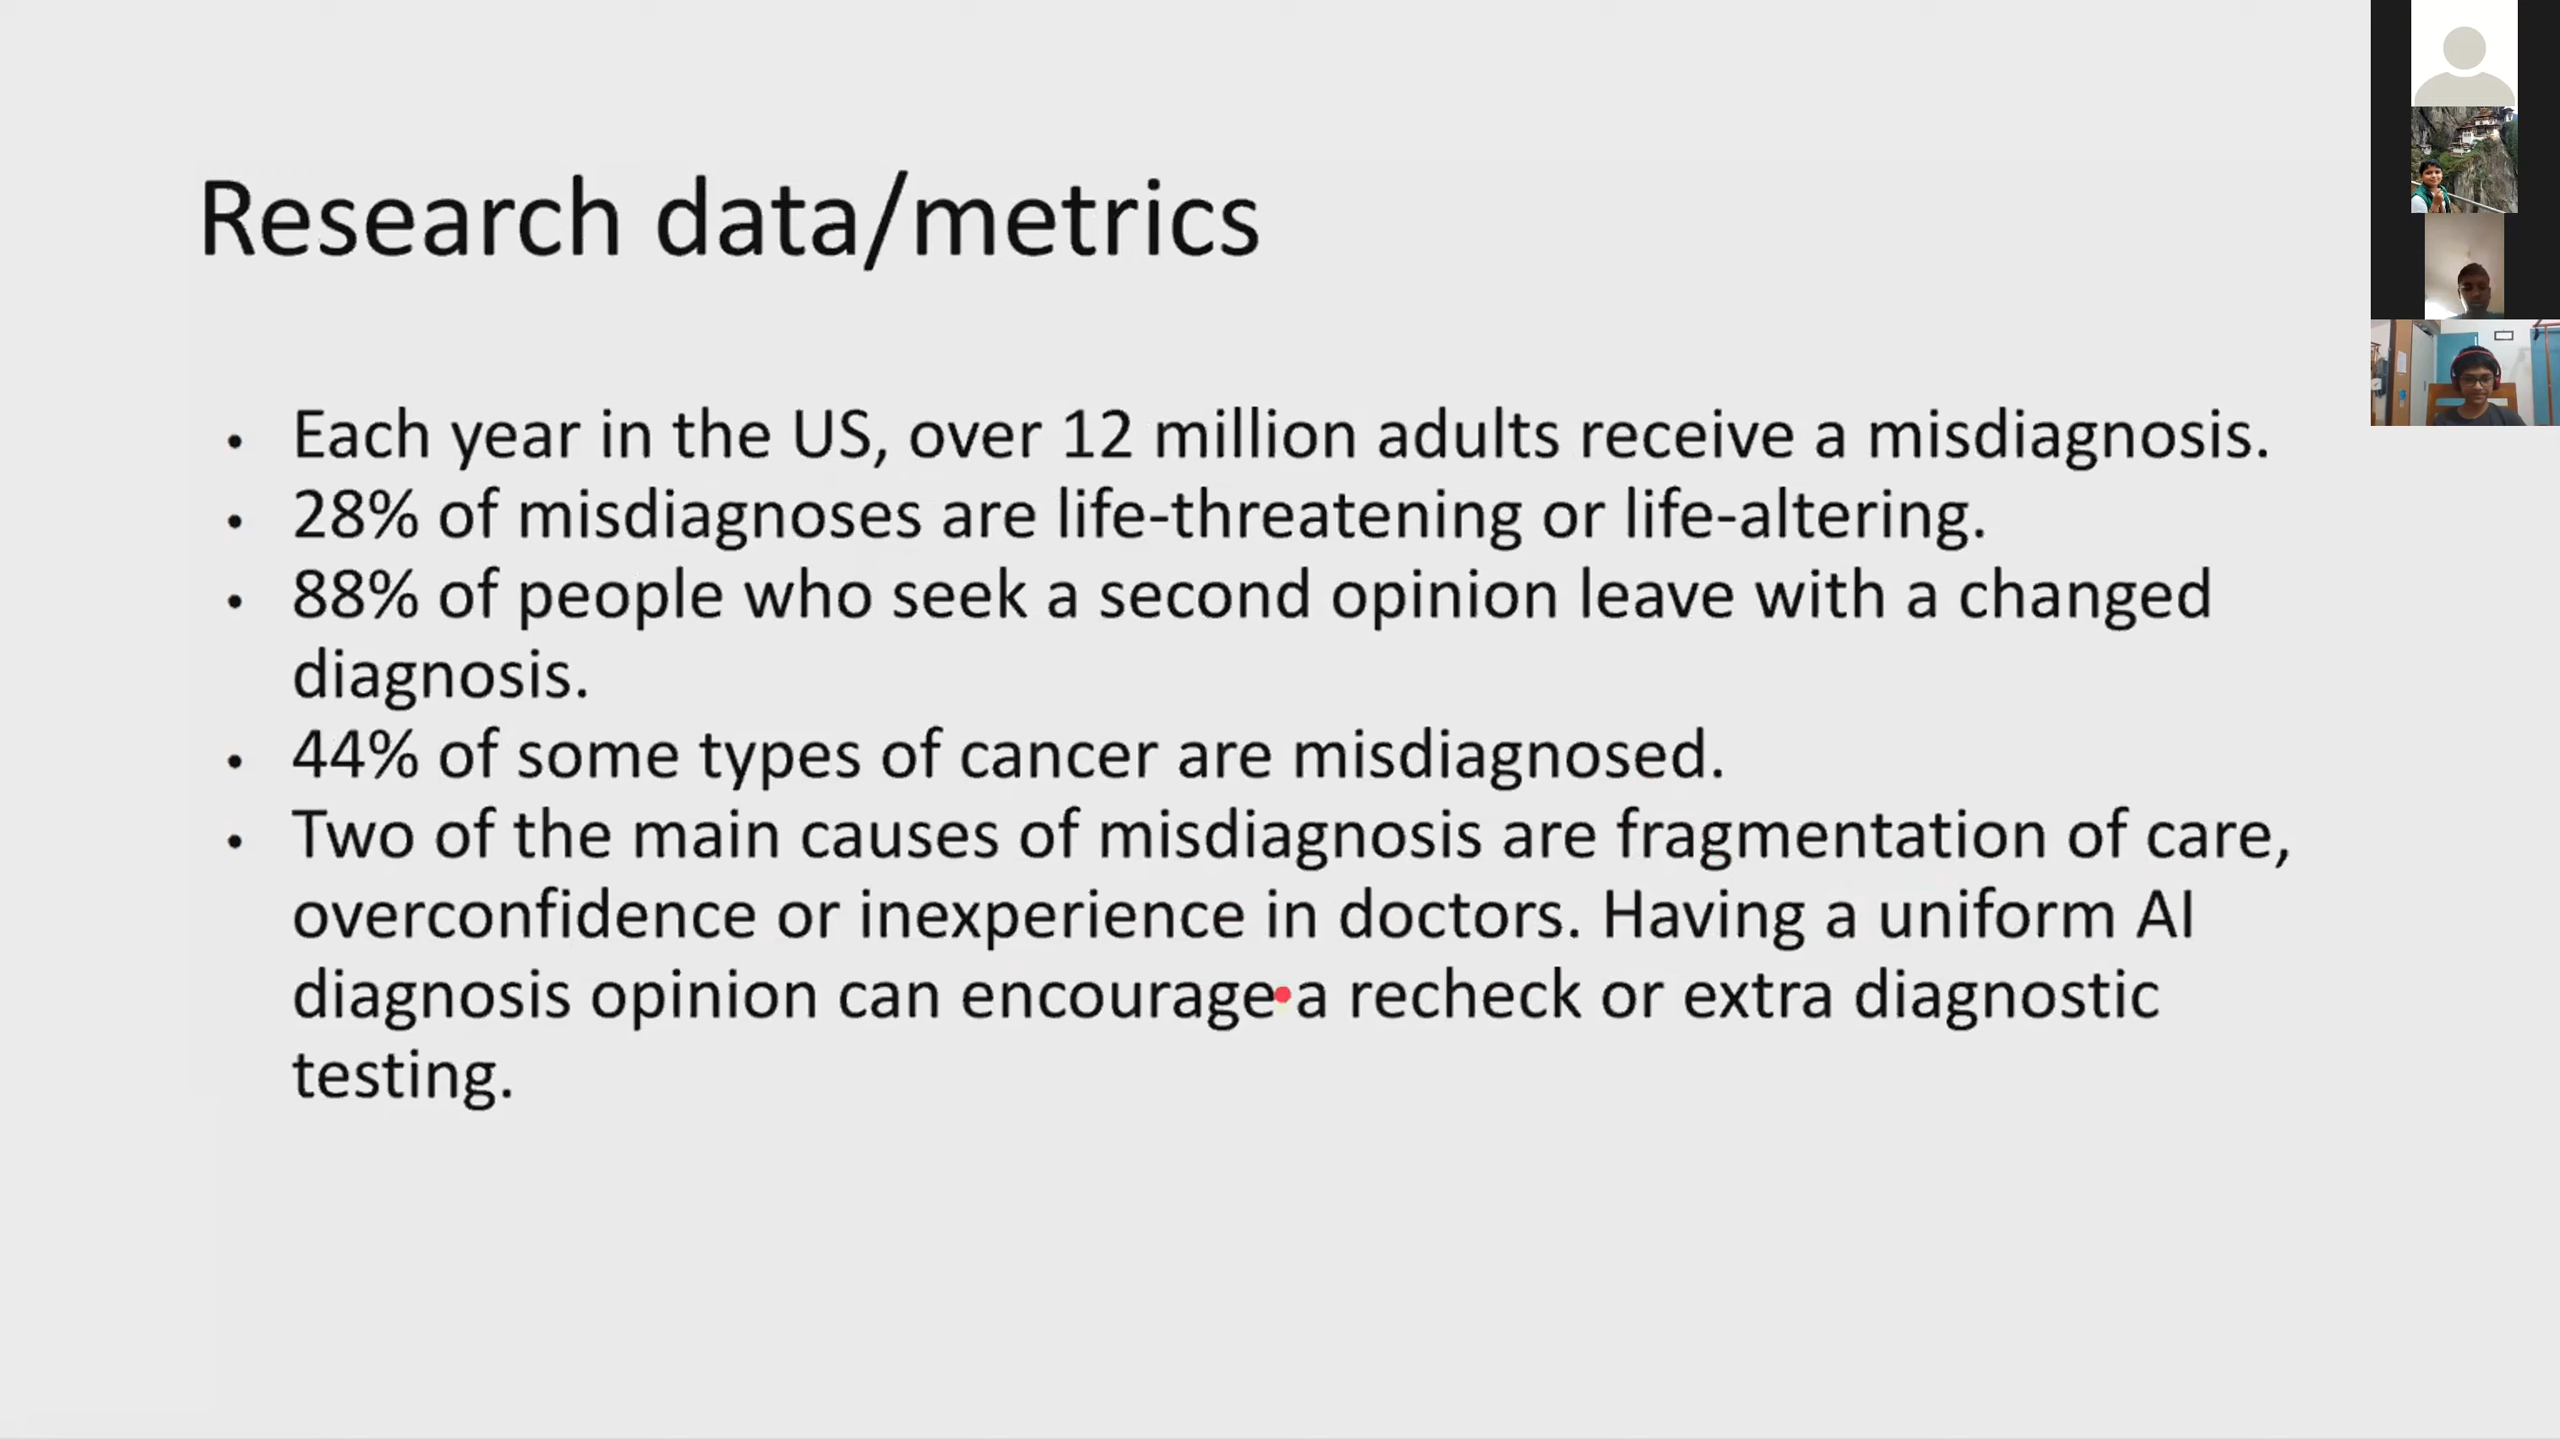 Research data/metrics
• Each year in the US, over 12 million adults receive a misdiagnosis.
• 28% of misdiagnoses are life-threatening or life-altering.
• 88% of people who seek a second opinion leave with a changed
diagnosis.
• 44% of some types of cancer are misdiagnosed.
• Two of the main causes of misdiagnosis are fragmentation of care,
overconfidence or inexperience in doctors. Having a uniform AI
diagnosis opinion can encourage a recheck or extra diagnostic
testing.